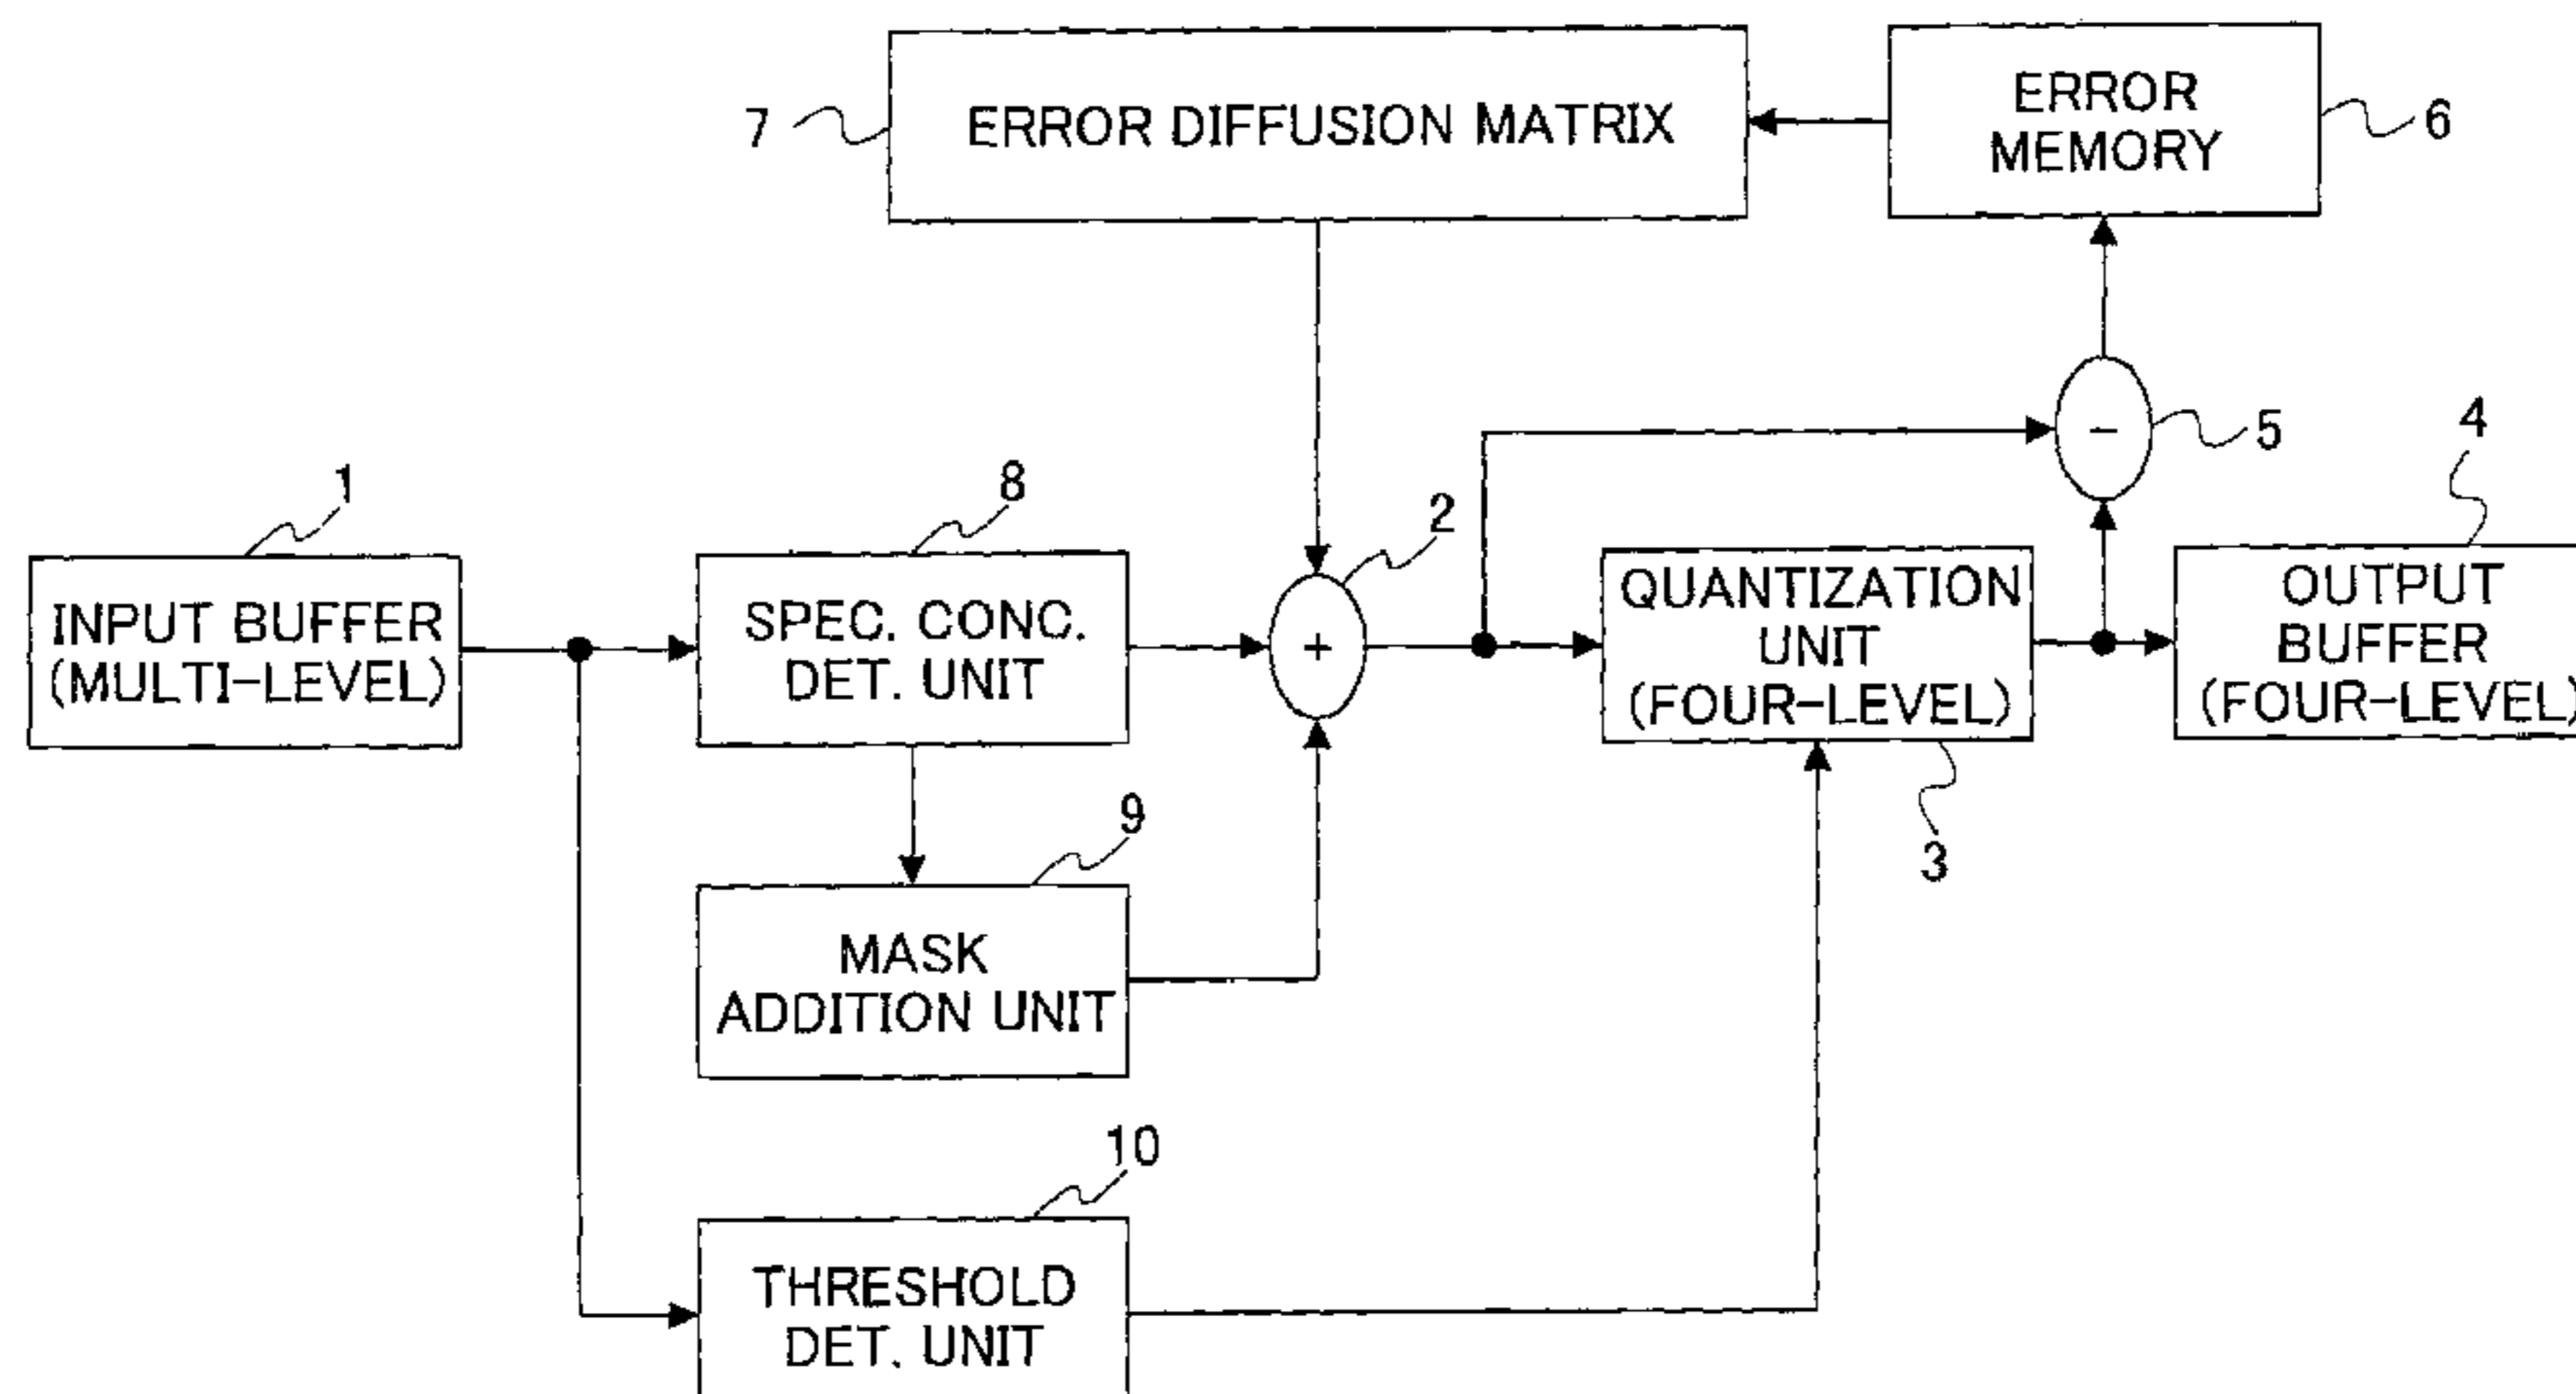 7
ERROR DIFFUSION MATRIX
ERROR
MEMORY
6
-
5
4
1
8
2
INPUT BUFFER
(MULTI-LEVEL)
SPEC. CONC.
DET. UNIT
+
QUANTIZATION
UNIT
(FOUR-LEVEL)
OUTPUT
BUFFER
(FOUR-LEVEL)
9
3
MASK
ADDITION UNIT
10
THRESHOLD
DET. UNIT